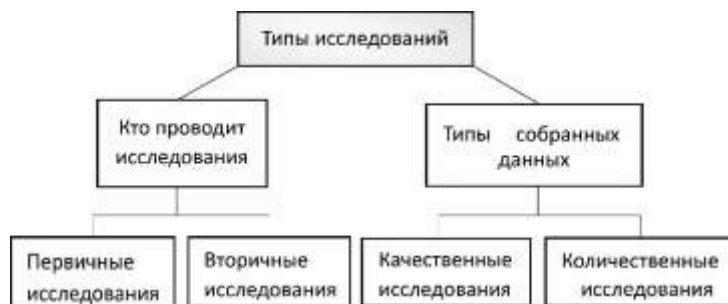 Типы исследований
Кто проводит
исследования
Типы собранных
данных
Первичные
исследования
Вторичные
исследования
Качественные
исследования
Количественные
исследования